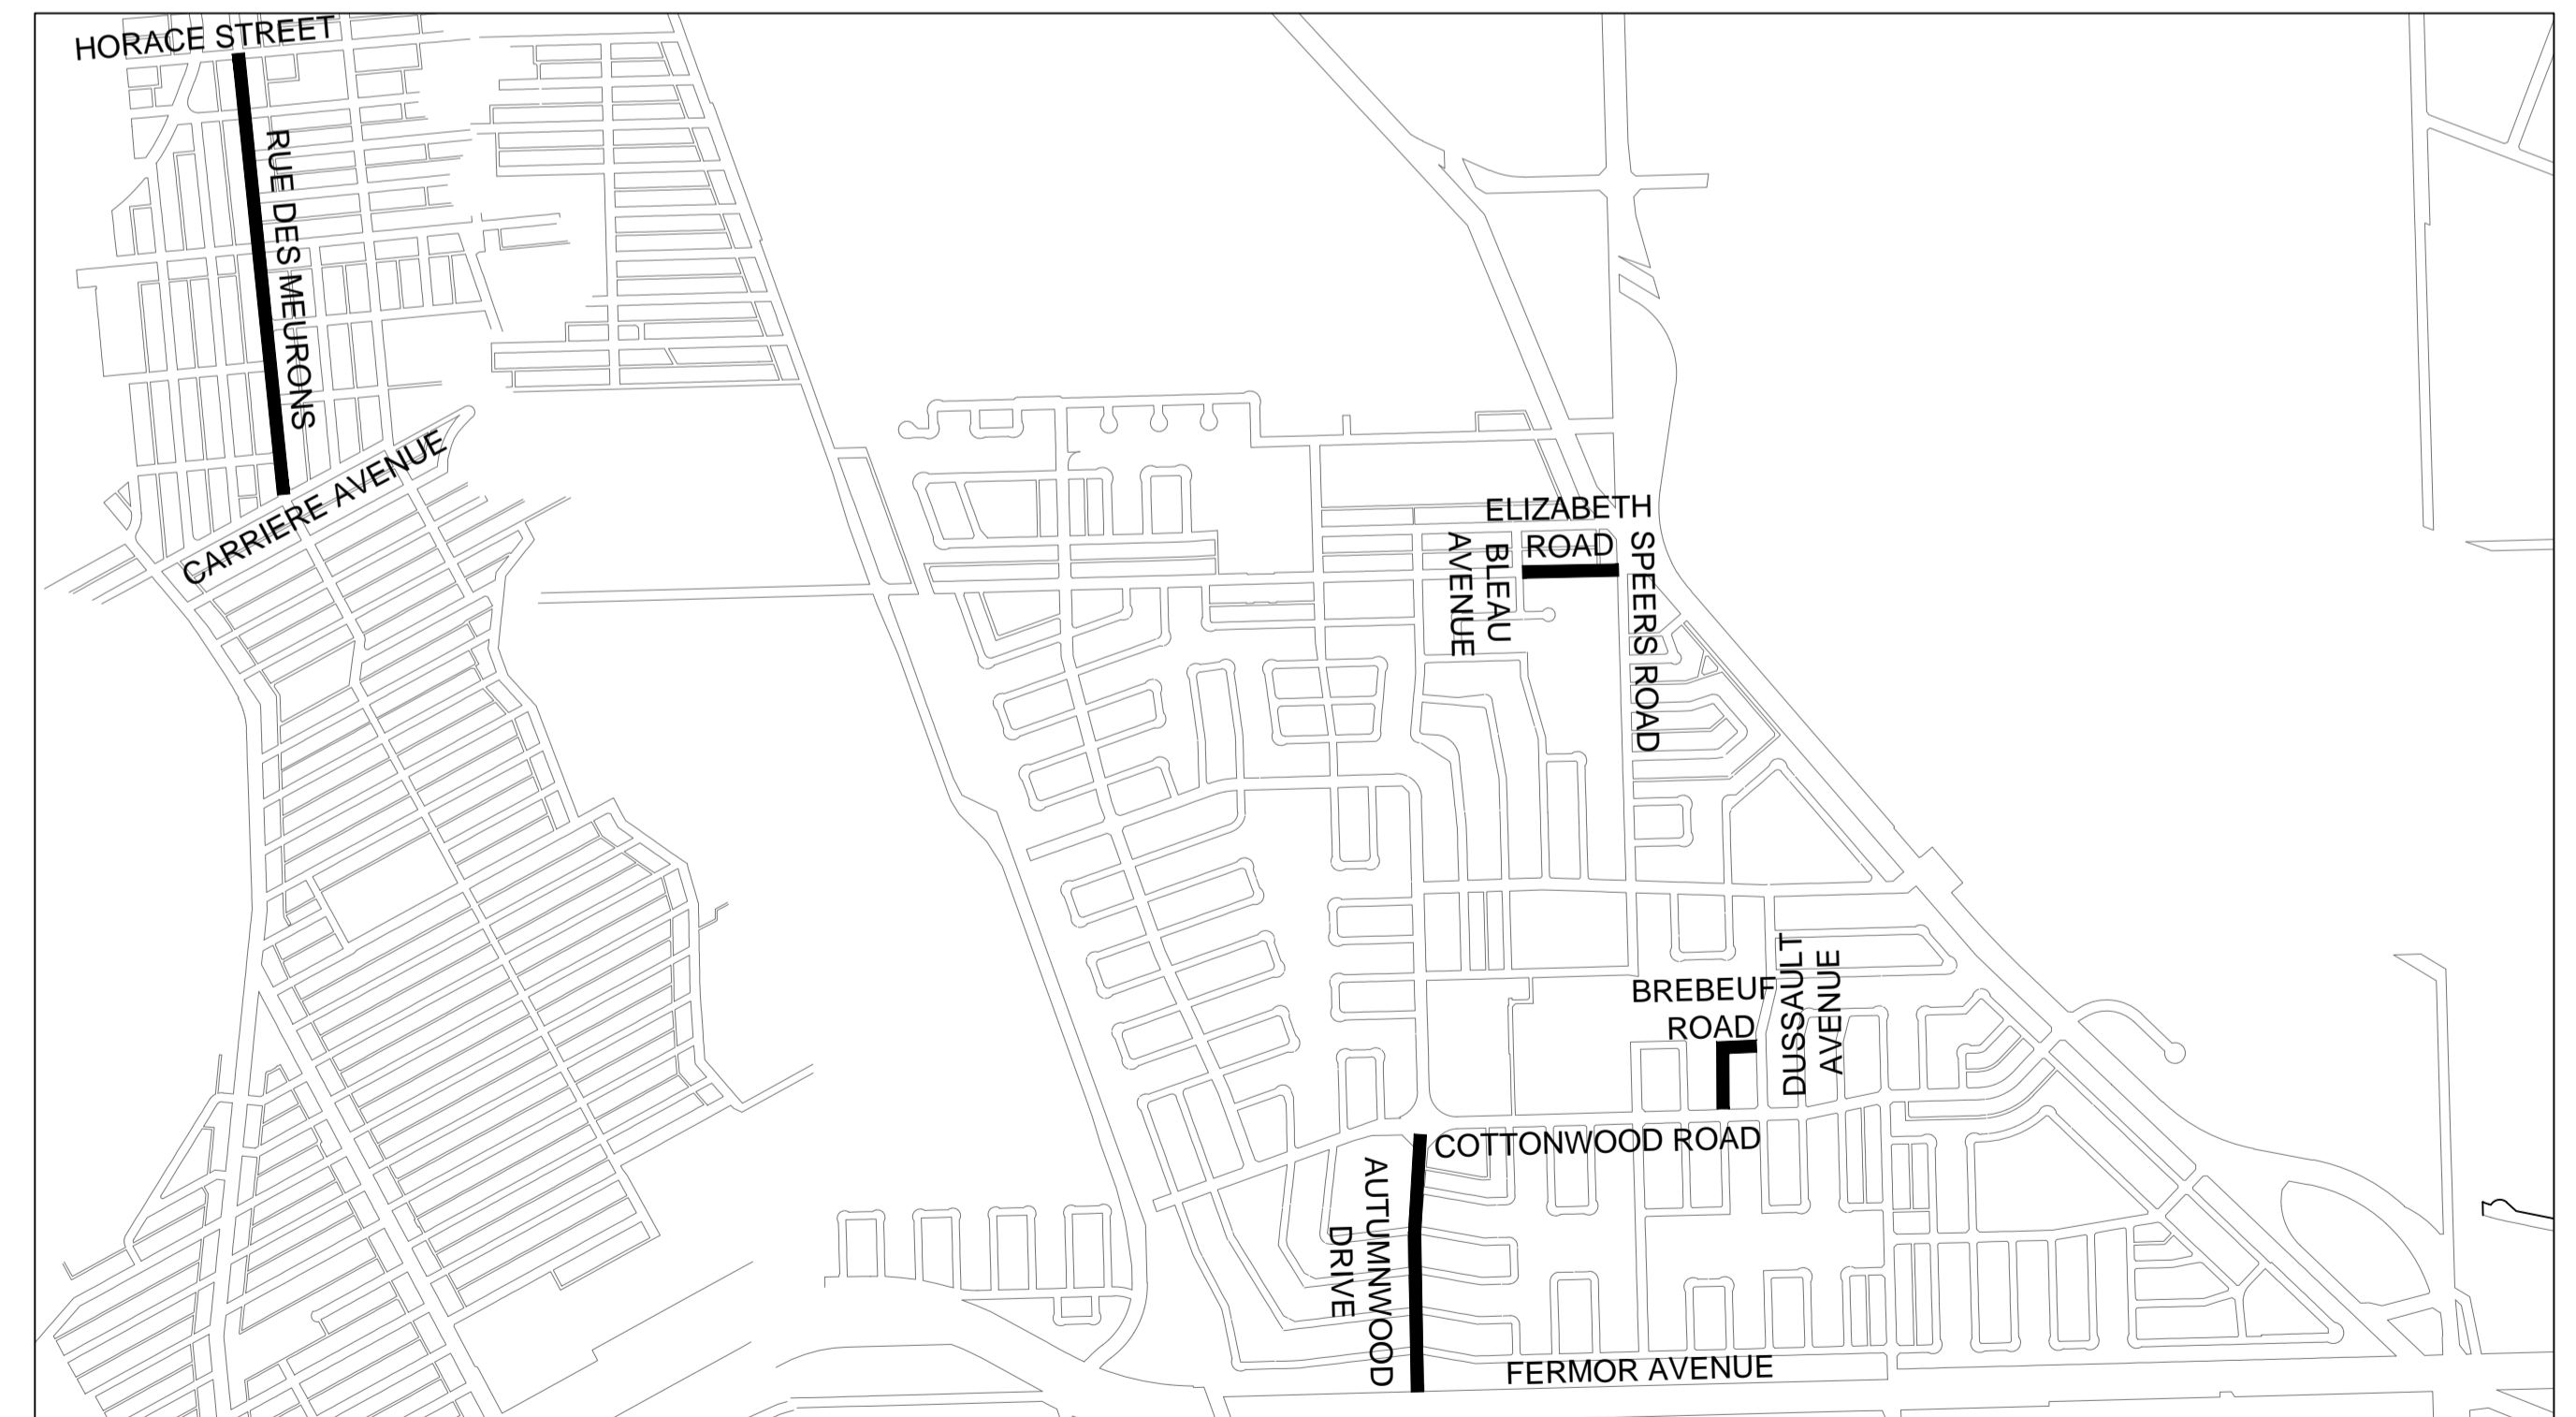 HORACE STREET
RUE DES MEURONS
CARRIERE AVENUE
ELIZABETH
ROAD
BLEAU
AVENUE
SPEERS ROAD
BREBEUF
ROAD
DUSSAULT
AVENUE
COTTONWOOD ROAD
AUTUMNWOOD
DRIVE
FERMOR AVENUE